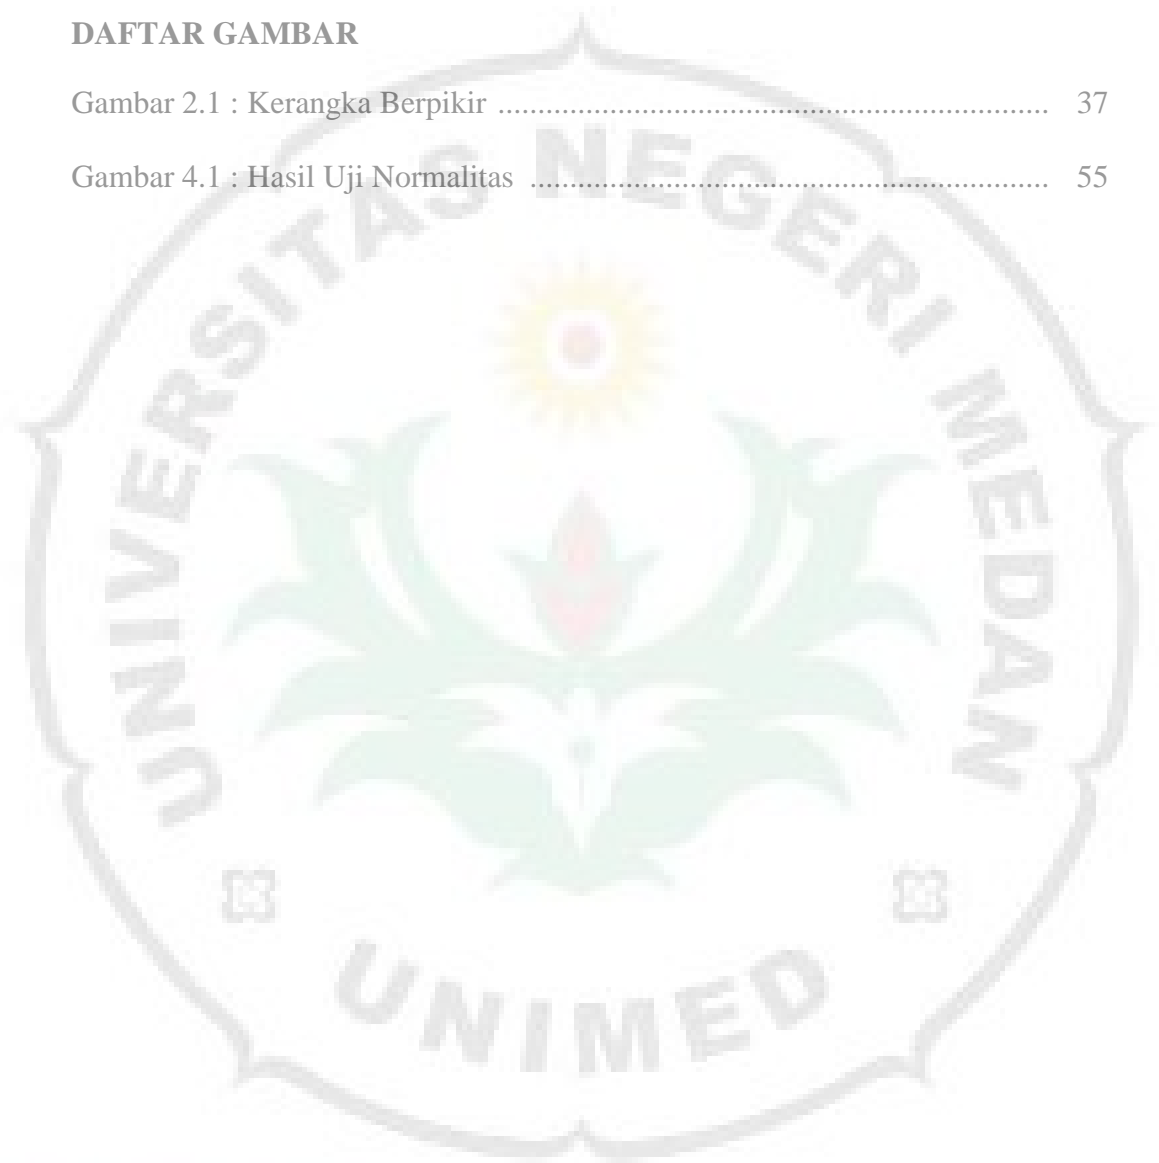 DAFTAR GAMBAR
Gambar 2.1 : Kerangka Berpikir ..................................................................... 37
Gambar 4.1 : Hasil Uji Normalitas ................................................................. 55
UNIVERSITAS NEGERI MEDAN
UNIMED